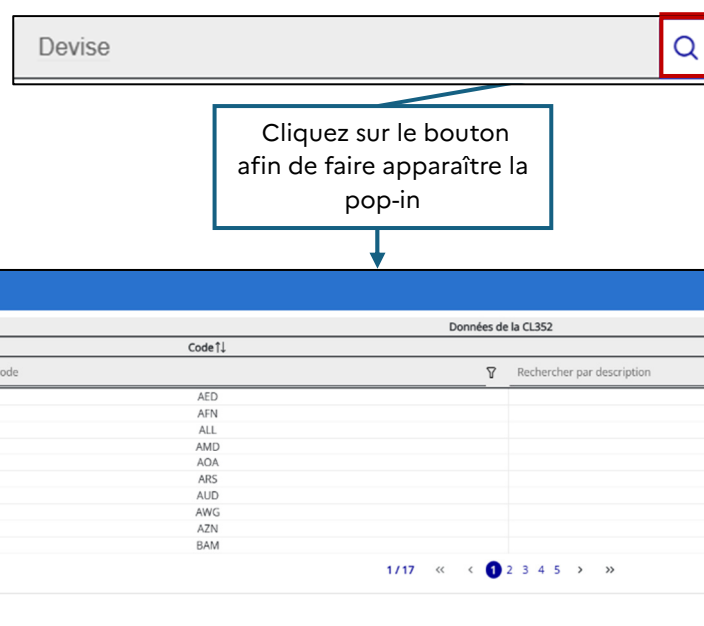 Devise
Cliquez sur le bouton
afin de faire apparaître la
pop-in
Données de la CL352
Code↑↓
ode
Rechercher par description
AED
AFN
ALL
AMD
AOA
ARS
AUD
AWG
AZN
BAM
1 / 17 « < 1 2 3 4 5 > »